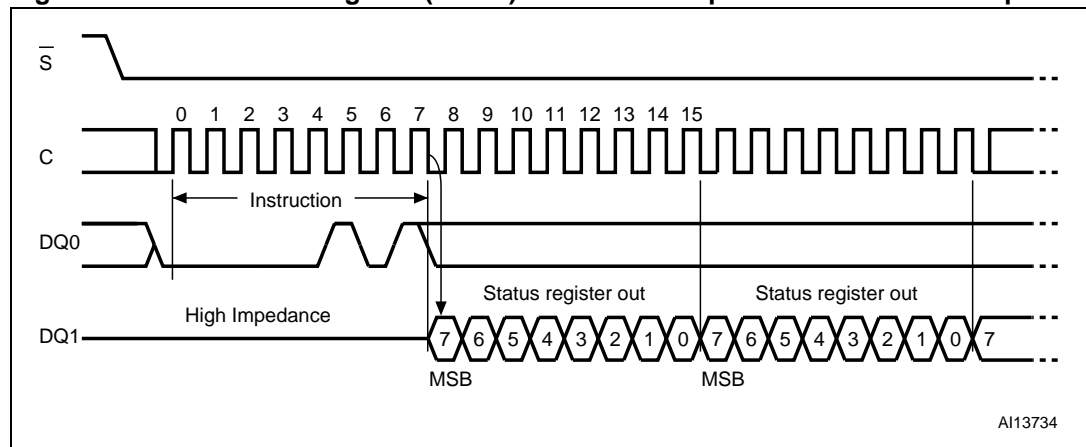 S
0 1 2 3 4 5 6 7 8 9 10 11 12 13 14 15
C
Instruction
DQ0
Status register out Status register out
High Impedance
DQ1 7 6 5 4 3 2 1 0 7 6 5 4 3 2 1 0 7
MSB MSB
AI13734